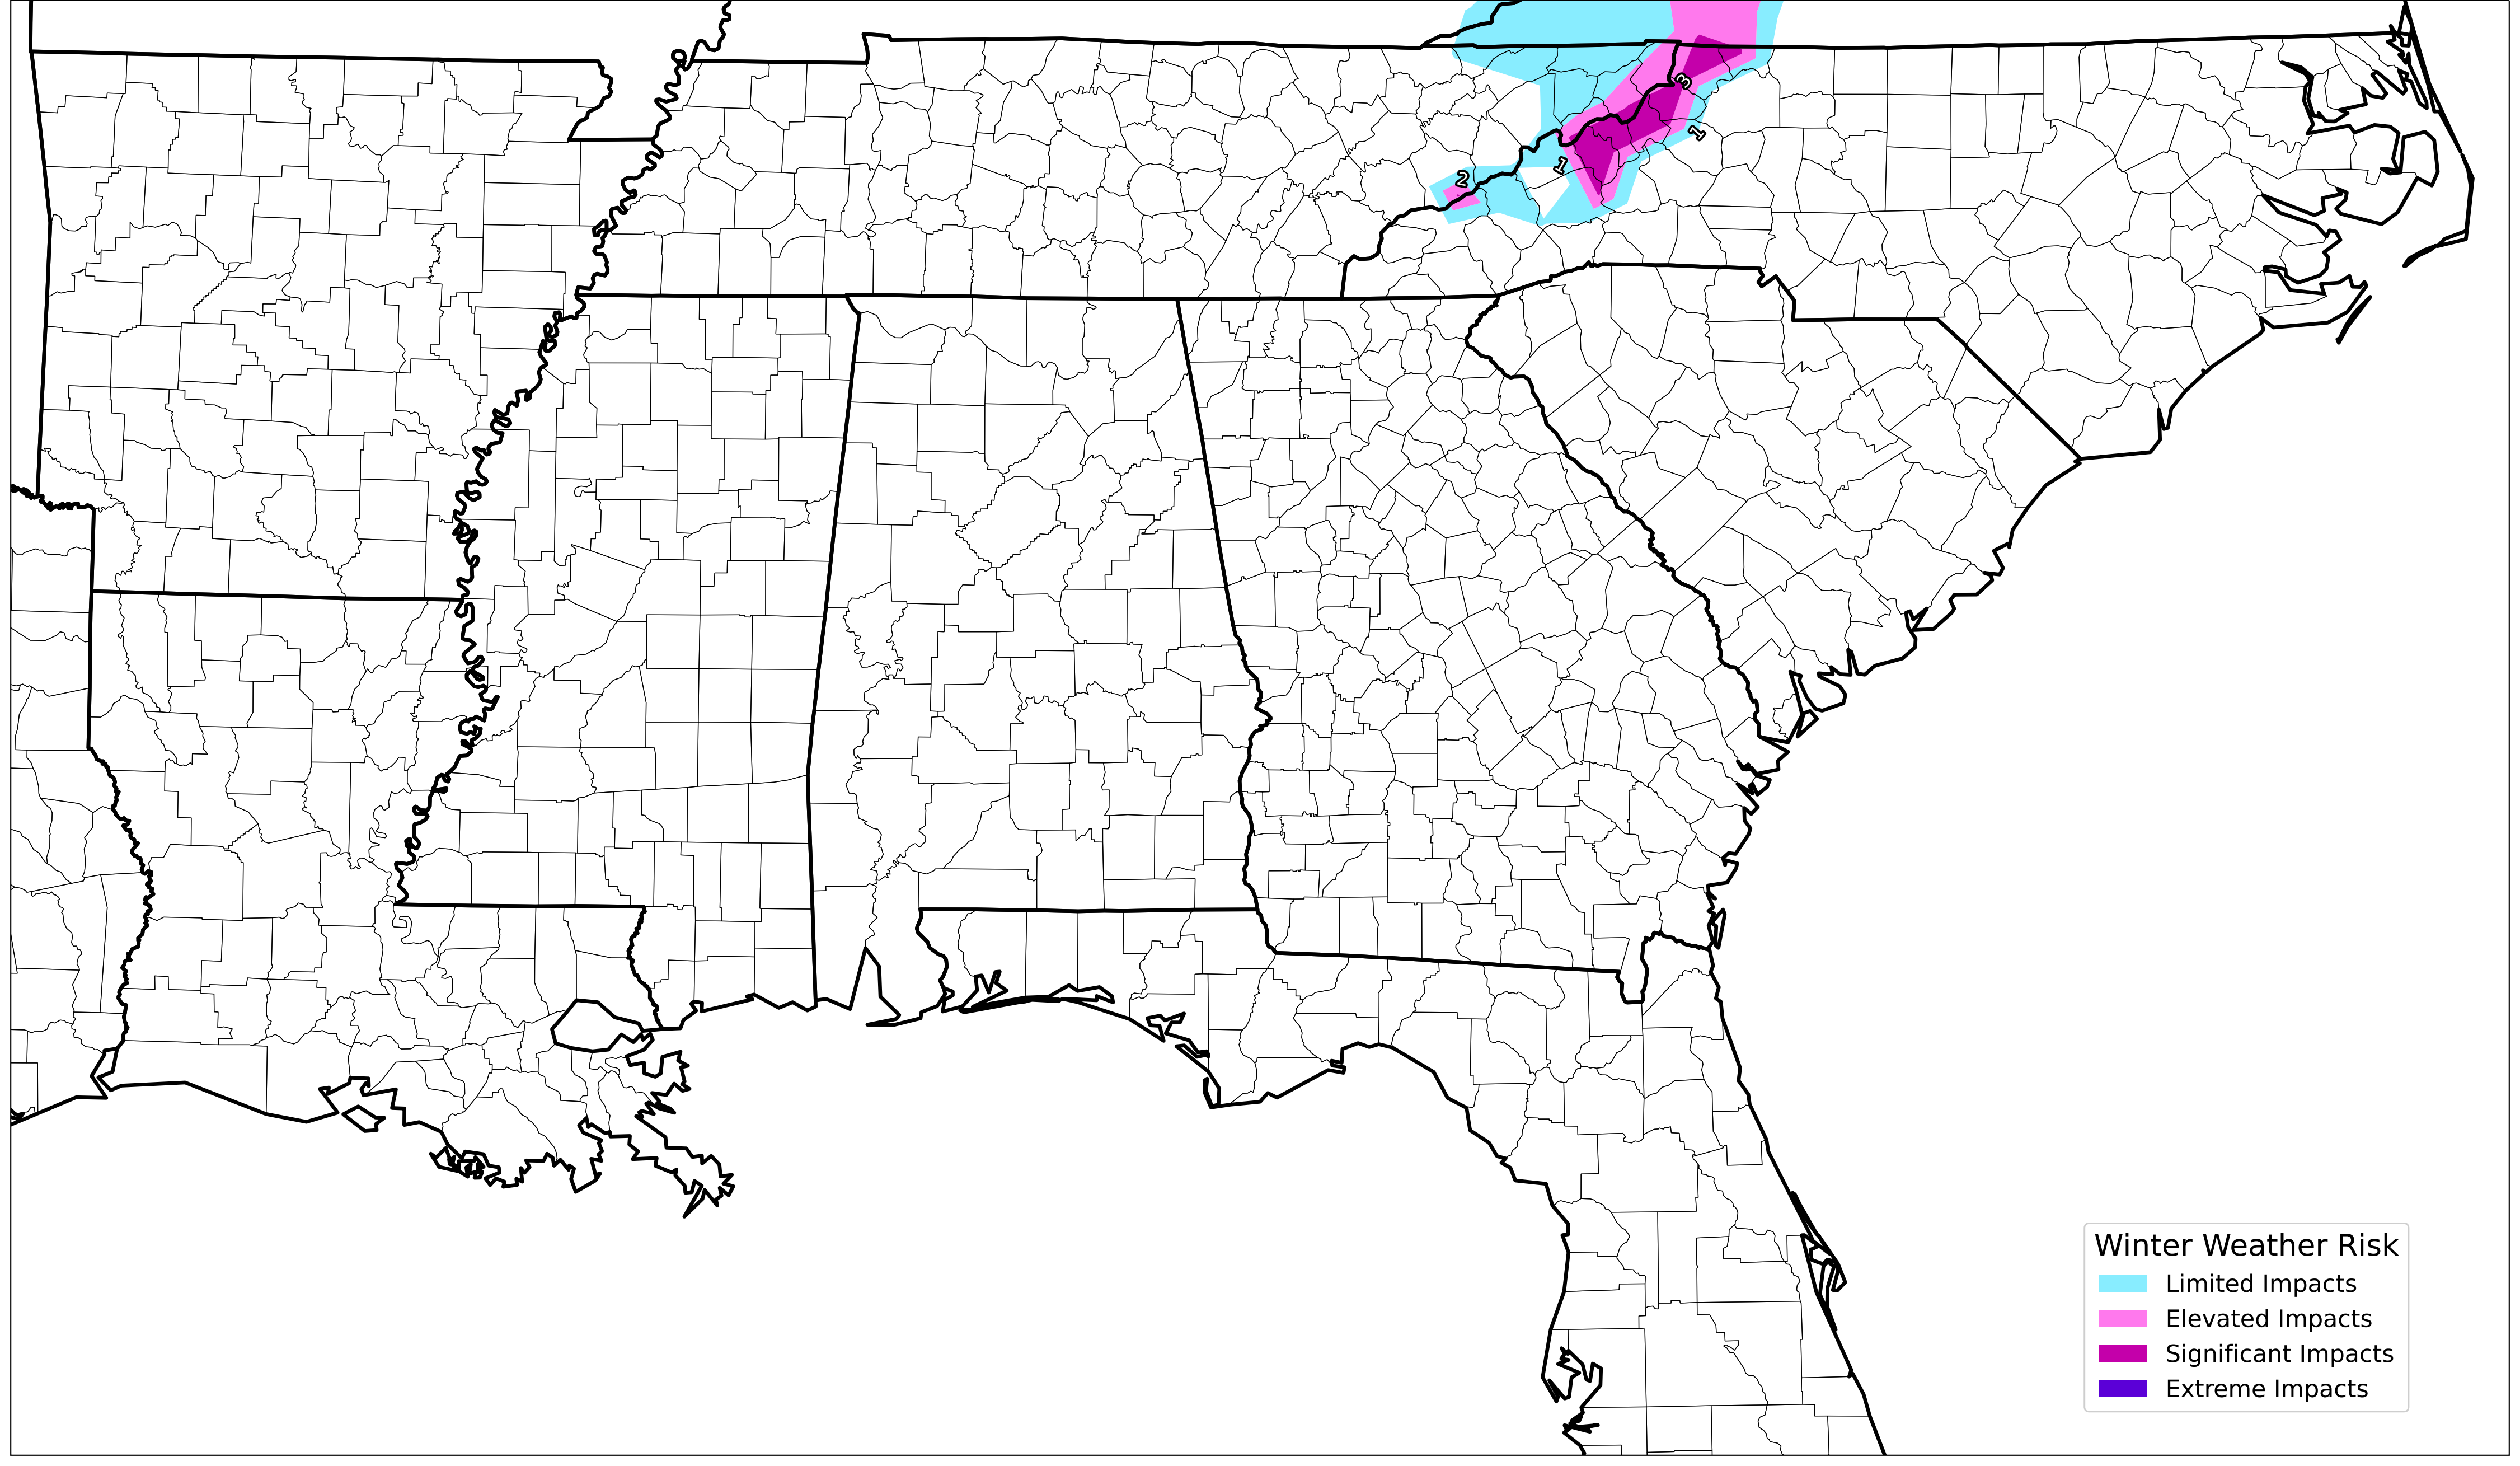 3
1
1
2
Winter Weather Risk
Limited Impacts
Elevated Impacts
Significant Impacts
Extreme Impacts